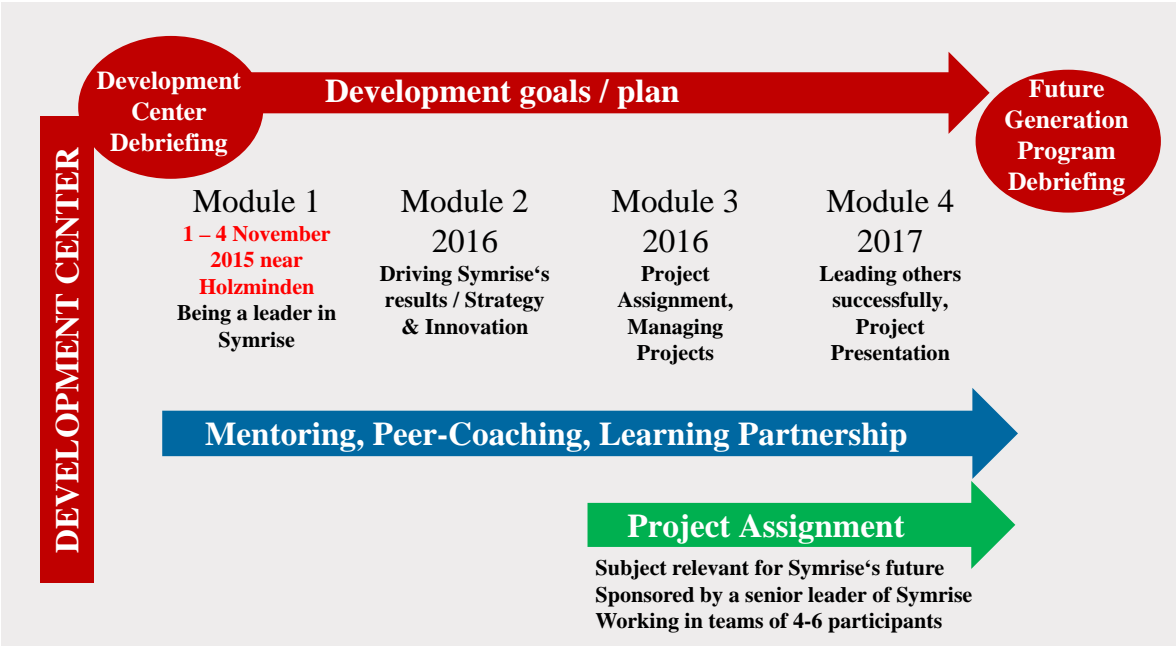 DEVELOPMENT CENTER
Development
Center
Debriefing
Development goals / plan
Future
Generation
Program
Debriefing
Module 1
1 – 4 November
2015 near
Holzminden
Being a leader in
Symrise
Module 2
2016
Driving Symrise‘s
results / Strategy
& Innovation
Module 3
2016
Project
Assignment,
Managing
Projects
Module 4
2017
Leading others
successfully,
Project
Presentation
Mentoring, Peer-Coaching, Learning Partnership
Project Assignment
Subject relevant for Symrise‘s future
Sponsored by a senior leader of Symrise
Working in teams of 4-6 participants